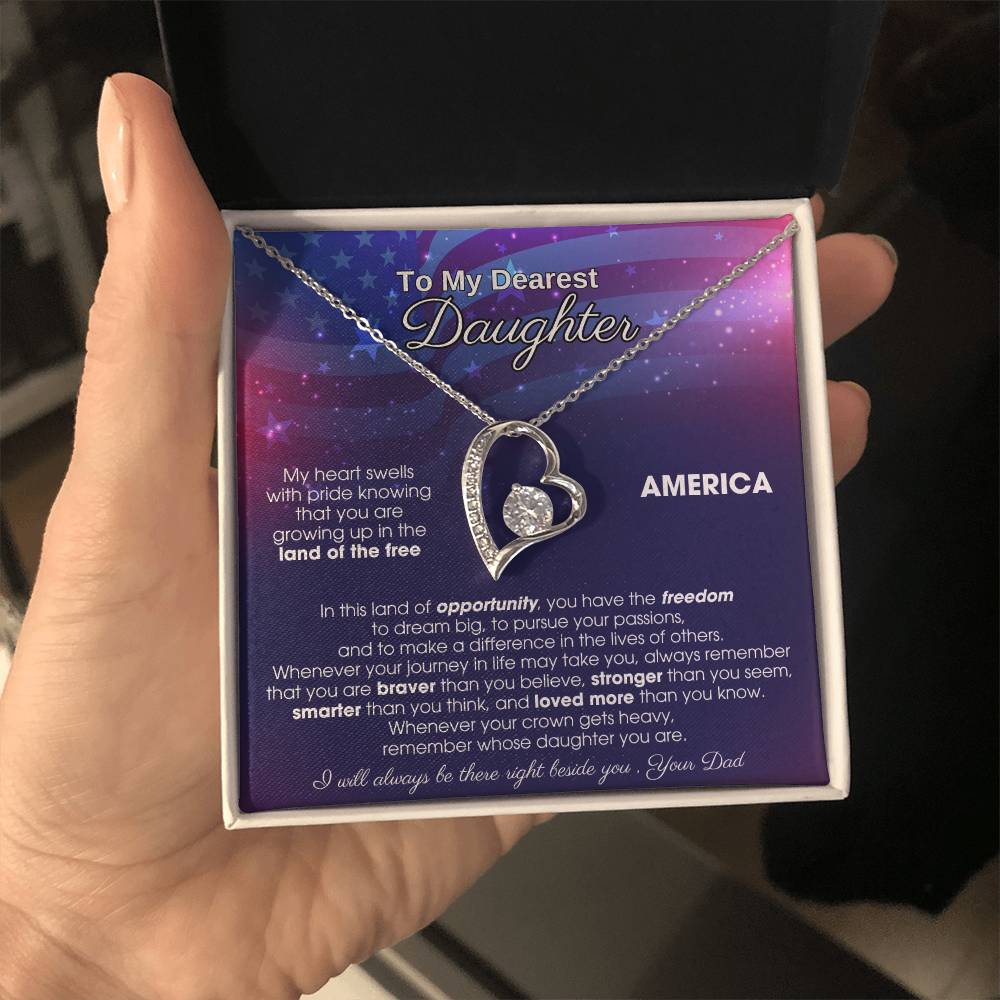 To My Dearest
Daughter
My heart swells
with pride knowing
that you are
growing up in the
land of the free
AMERICA
In this land of opportunity, you have the freedom
to dream big, to pursue your passions,
and to make a difference in the lives of others.
Whenever your journey in life may take you, always remember
that you are braver than you believe, stronger than you seem,
smarter than you think, and loved more than you know.
Whenever your crown gets heavy,
remember whose daughter you are.
I will always be there right beside you , Your Dad